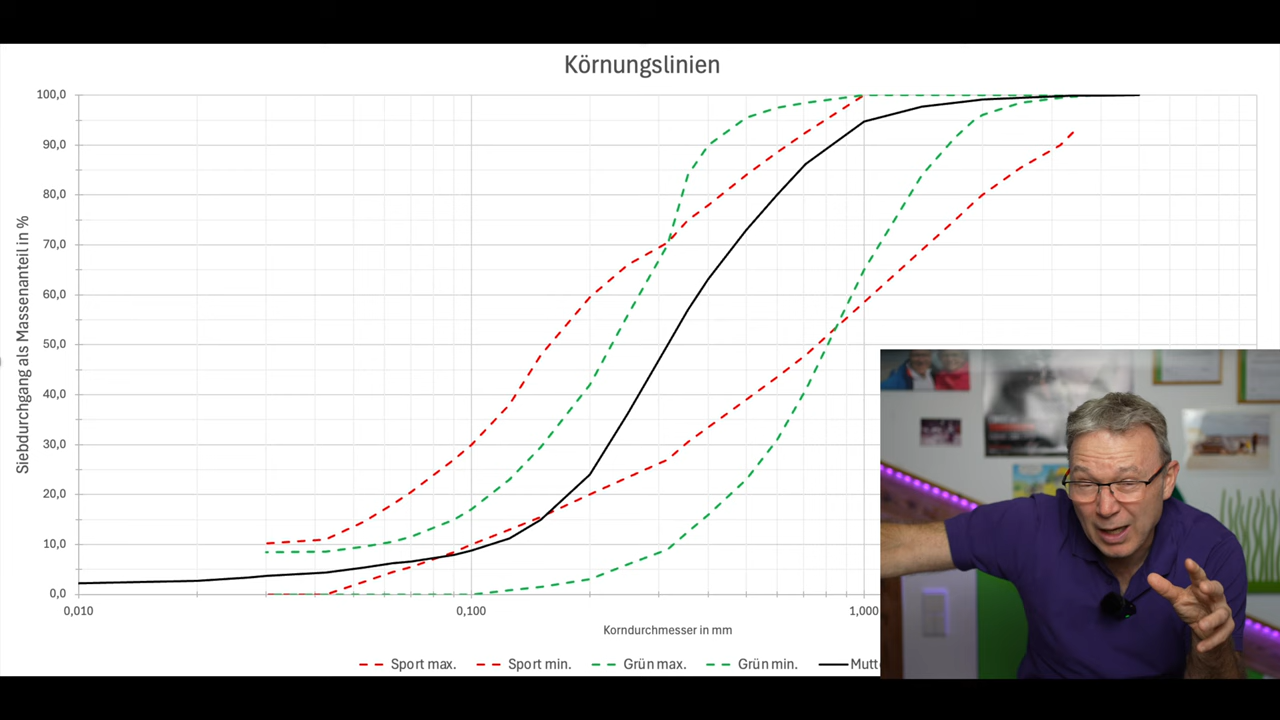 Körnungslinien
Siebdurchgang als Massenanteil in %
100,0
90,0
80,0
70,0
60,0
50,0
40,0
30,0
20,0
10,0
0,0
0,010
0,100
1,000
Korndurchmesser in mm
Sport max.
Sport min.
Grün max.
Grün min.
Mutt